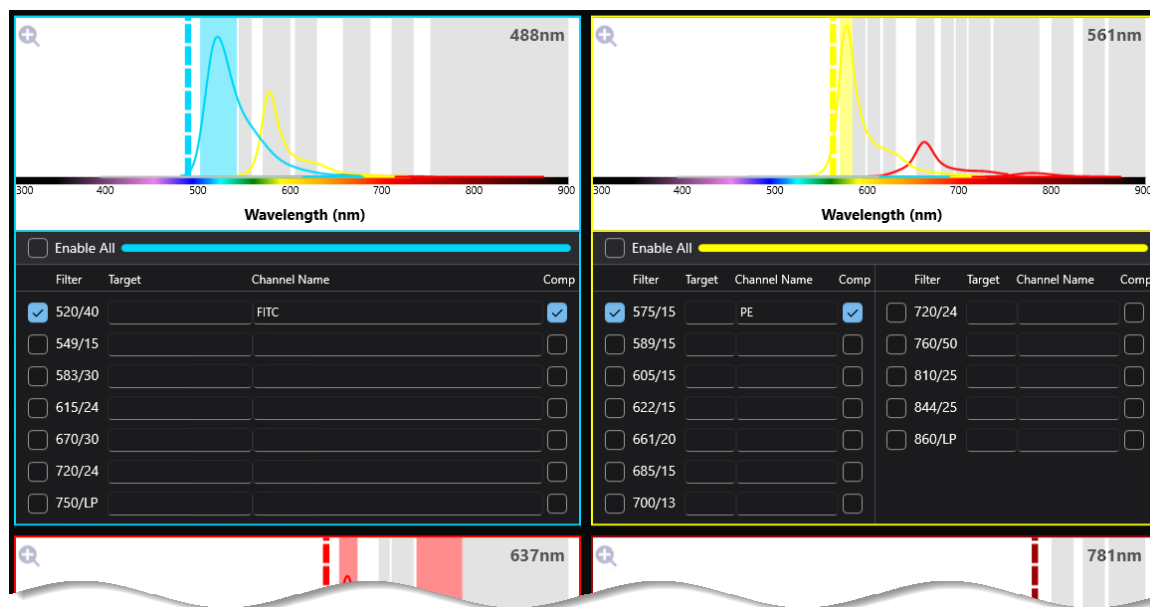 488nm
300 400 500 600 700 800 900
Wavelength (nm)
Enable All
Filter Target Channel Name Comp
520/40 FITC
549/15
583/30
615/24
670/30
720/24
750/LP
561nm
300 400 500 600 700 800 900
Wavelength (nm)
Enable All
Filter Target Channel Name Comp
575/15 PE
589/15
605/15
622/15
661/20
685/15
700/13
Filter Target Channel Name Comp
720/24
760/50
810/25
844/25
860/LP
637nm
781nm